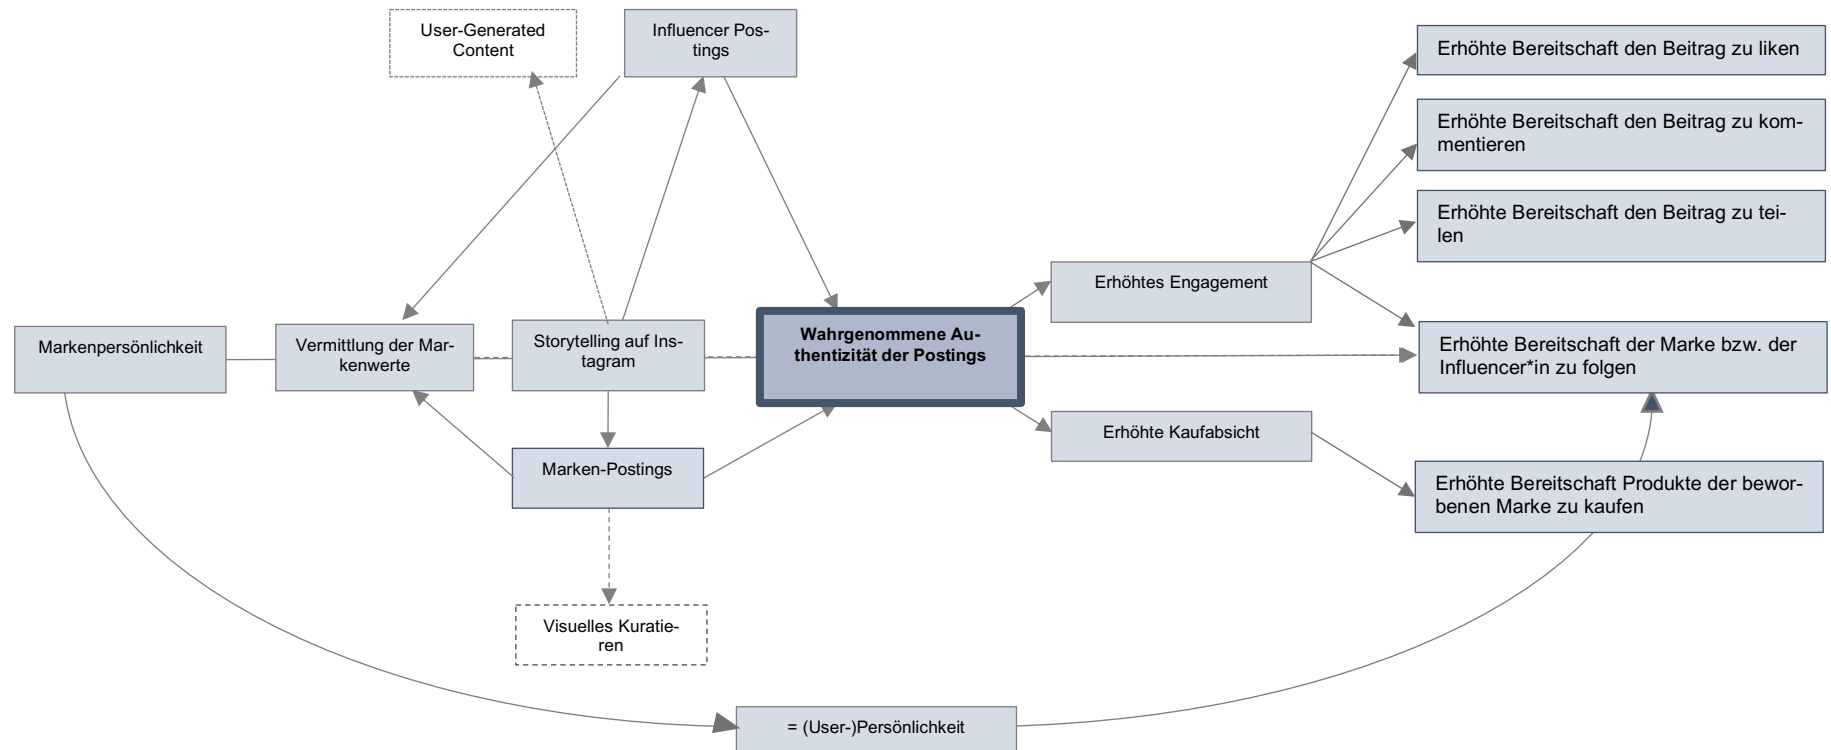 User-Generated
Content
Influencer Pos-
tings
Erhöhte Bereitschaft den Beitrag zu liken
Erhöhte Bereitschaft den Beitrag zu kom-
mentieren
Erhöhte Bereitschaft den Beitrag zu tei-
len
Erhöhtes Engagement
Markenpersönlichkeit
Vermittlung der Mar-
kenwerte
Storytelling auf Ins-
tagram
Wahrgenommene Au-
thentizität der Postings
Erhöhte Bereitschaft der Marke bzw. der
Influencer*in zu folgen
Erhöhte Kaufabsicht
Marken-Postings
Erhöhte Bereitschaft Produkte der bewor-
benen Marke zu kaufen
Visuelles Kuratie-
ren
= (User-)Persönlichkeit